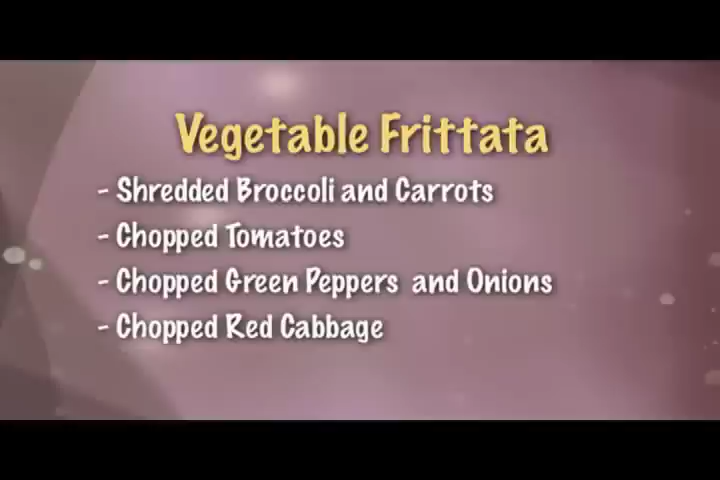 Vegetable Frittata
- Shredded Broccoli and Carrots
- Chopped Tomatoes
- Chopped Green Peppers and Onions
- Chopped Red Cabbage